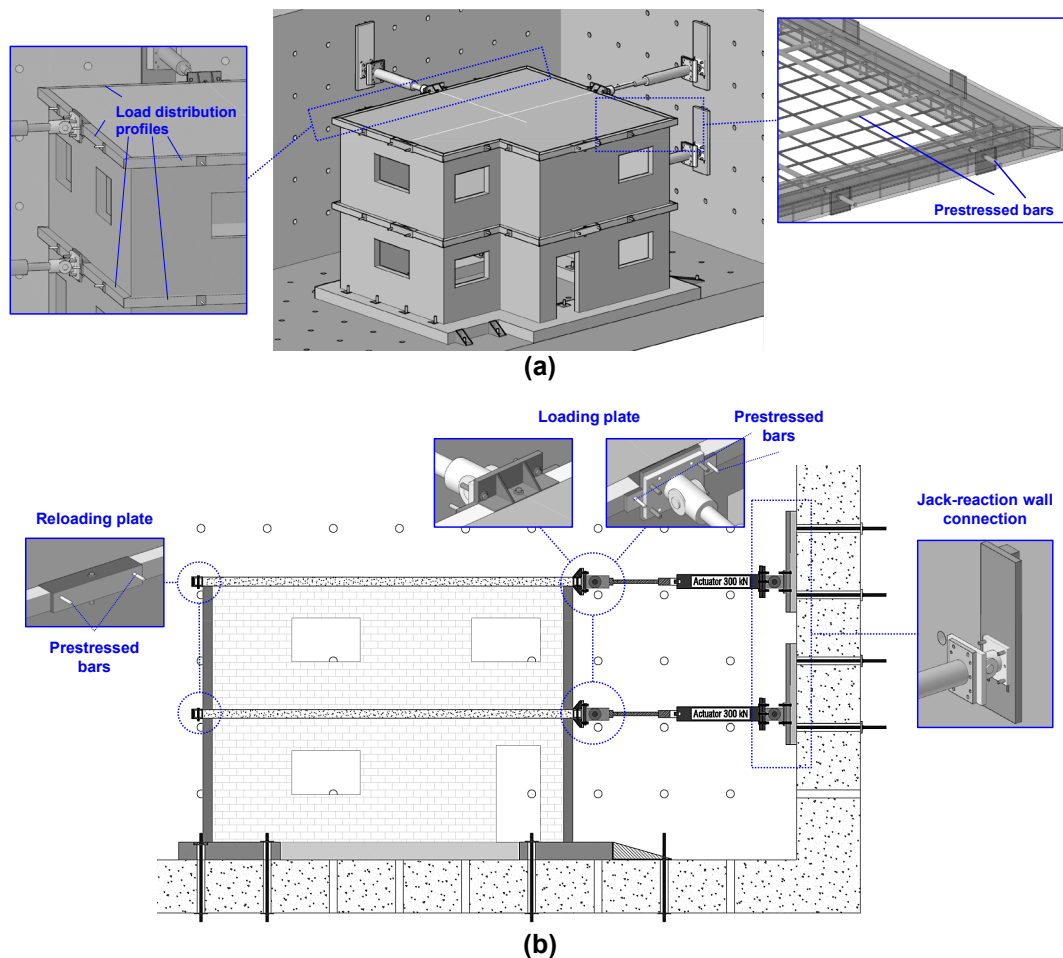 Load distribution
profiles
Prestressed bars
(a)
Loading plate
Prestressed
bars
Reloading plate
Jack-reaction wall
connection
Actuator 300 kN
Prestressed
bars
Actuator 300 kN
(b)